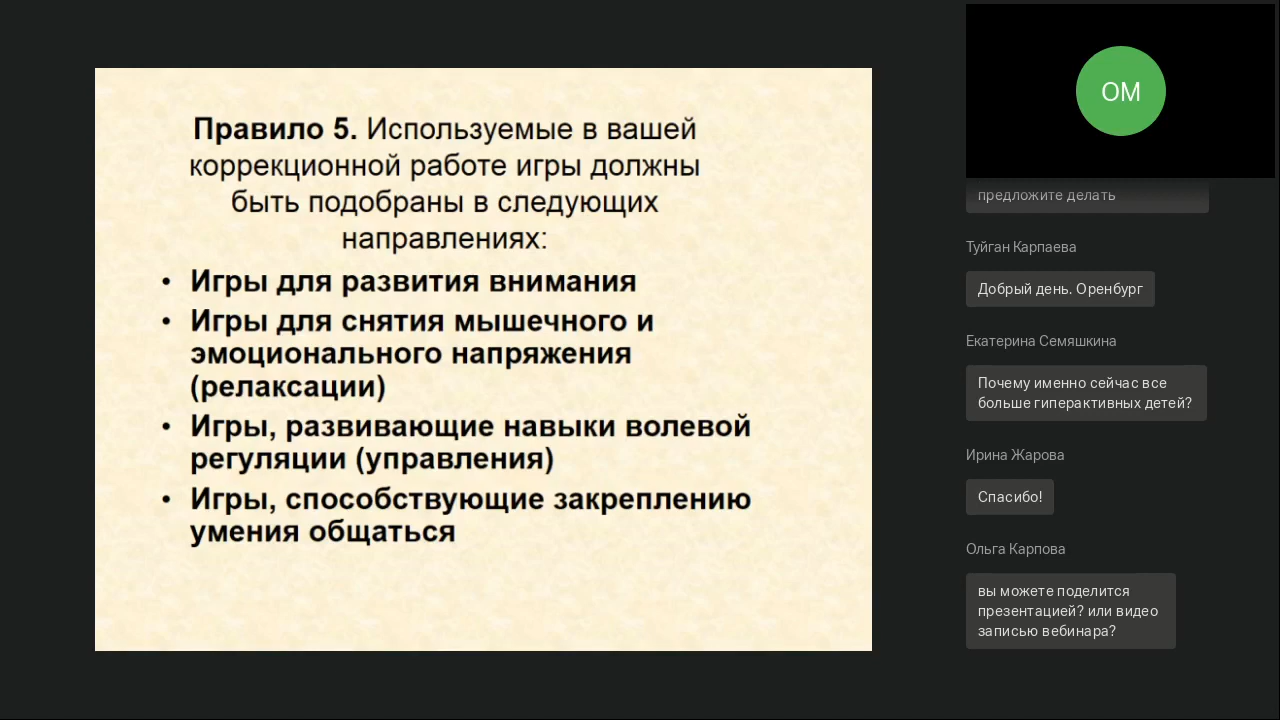 Правило 5. Используемые в вашей
коррекционной работе игры должны
быть подобраны в следующих
направлениях:
• Игры для развития внимания
• Игры для снятия мышечного и
эмоционального напряжения
(релаксации)
• Игры, развивающие навыки волевой
регуляции (управления)
• Игры, способствующие закреплению
умения общаться
ОМ
предложите делать
Туйган Карпаева
Добрый день. Оренбург
Екатерина Семяшкина
Почему именно сейчас все
больше гиперактивных детей?
Ирина Жарова
Спасибо!
Ольга Карпова
вы можете поделится
презентацией? или видео
записью вебинара?